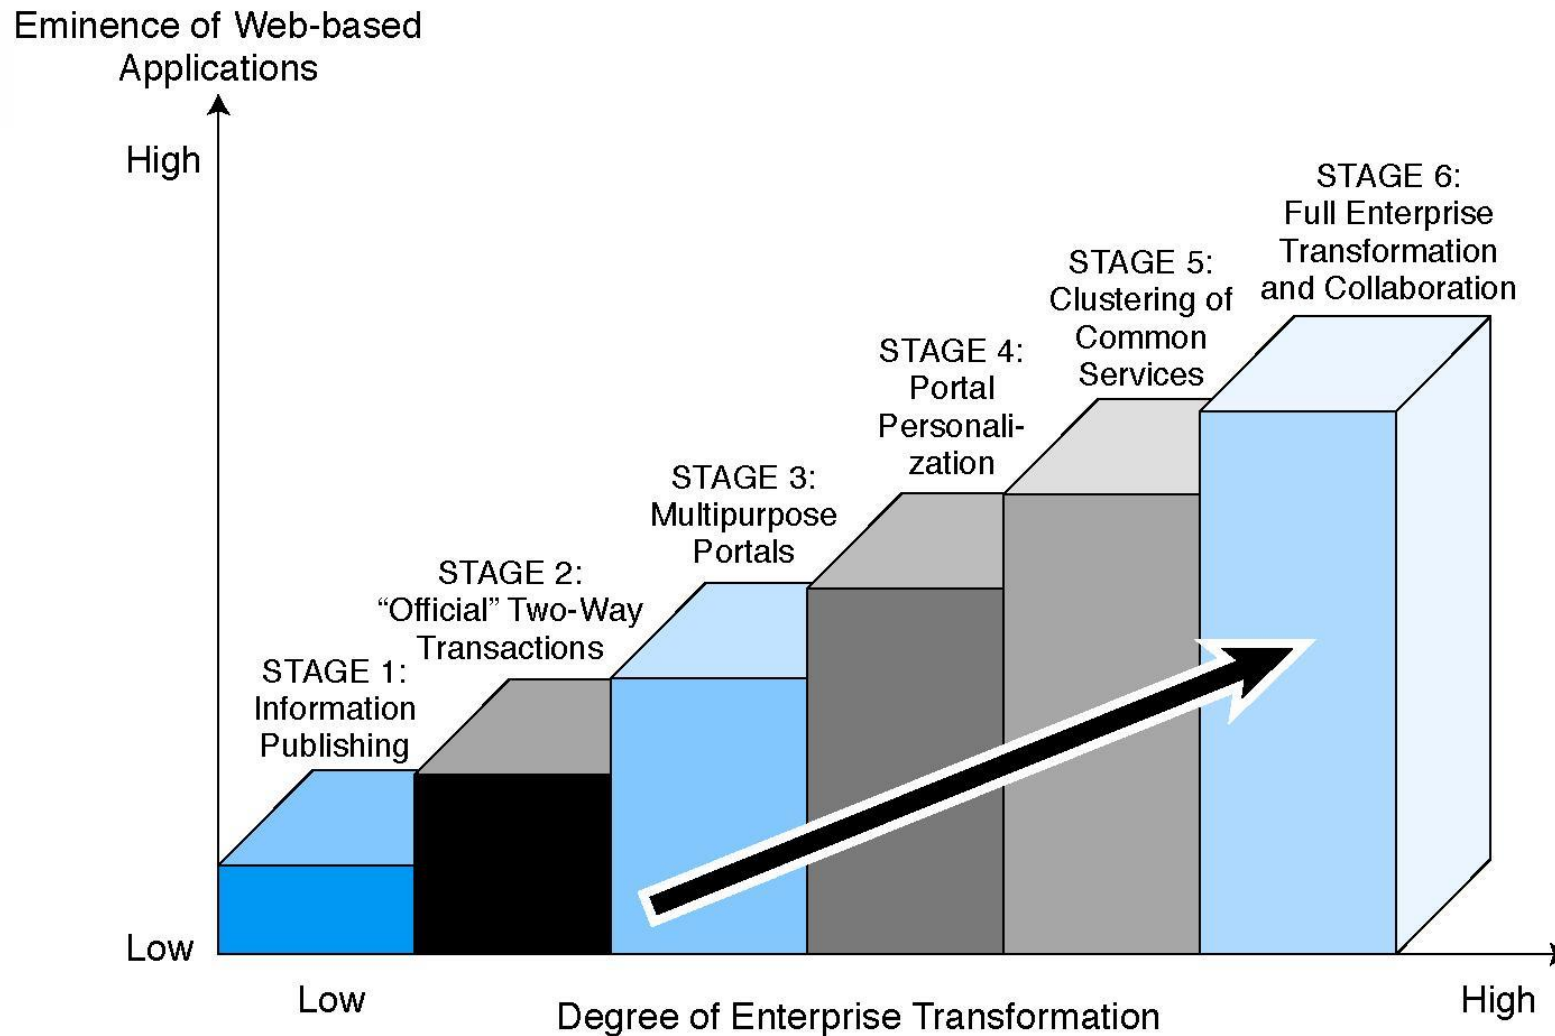 Eminence of Web-based
Applications
High
STAGE 6:
Full Enterprise
Transformation
and Collaboration
STAGE 5:
Clustering of
Common
Services
STAGE 4:
Portal
Personali-
zation
STAGE 3:
Multipurpose
Portals
STAGE 2:
“Official” Two-Way
Transactions
STAGE 1:
Information
Publishing
Low
Low
Degree of Enterprise Transformation
High